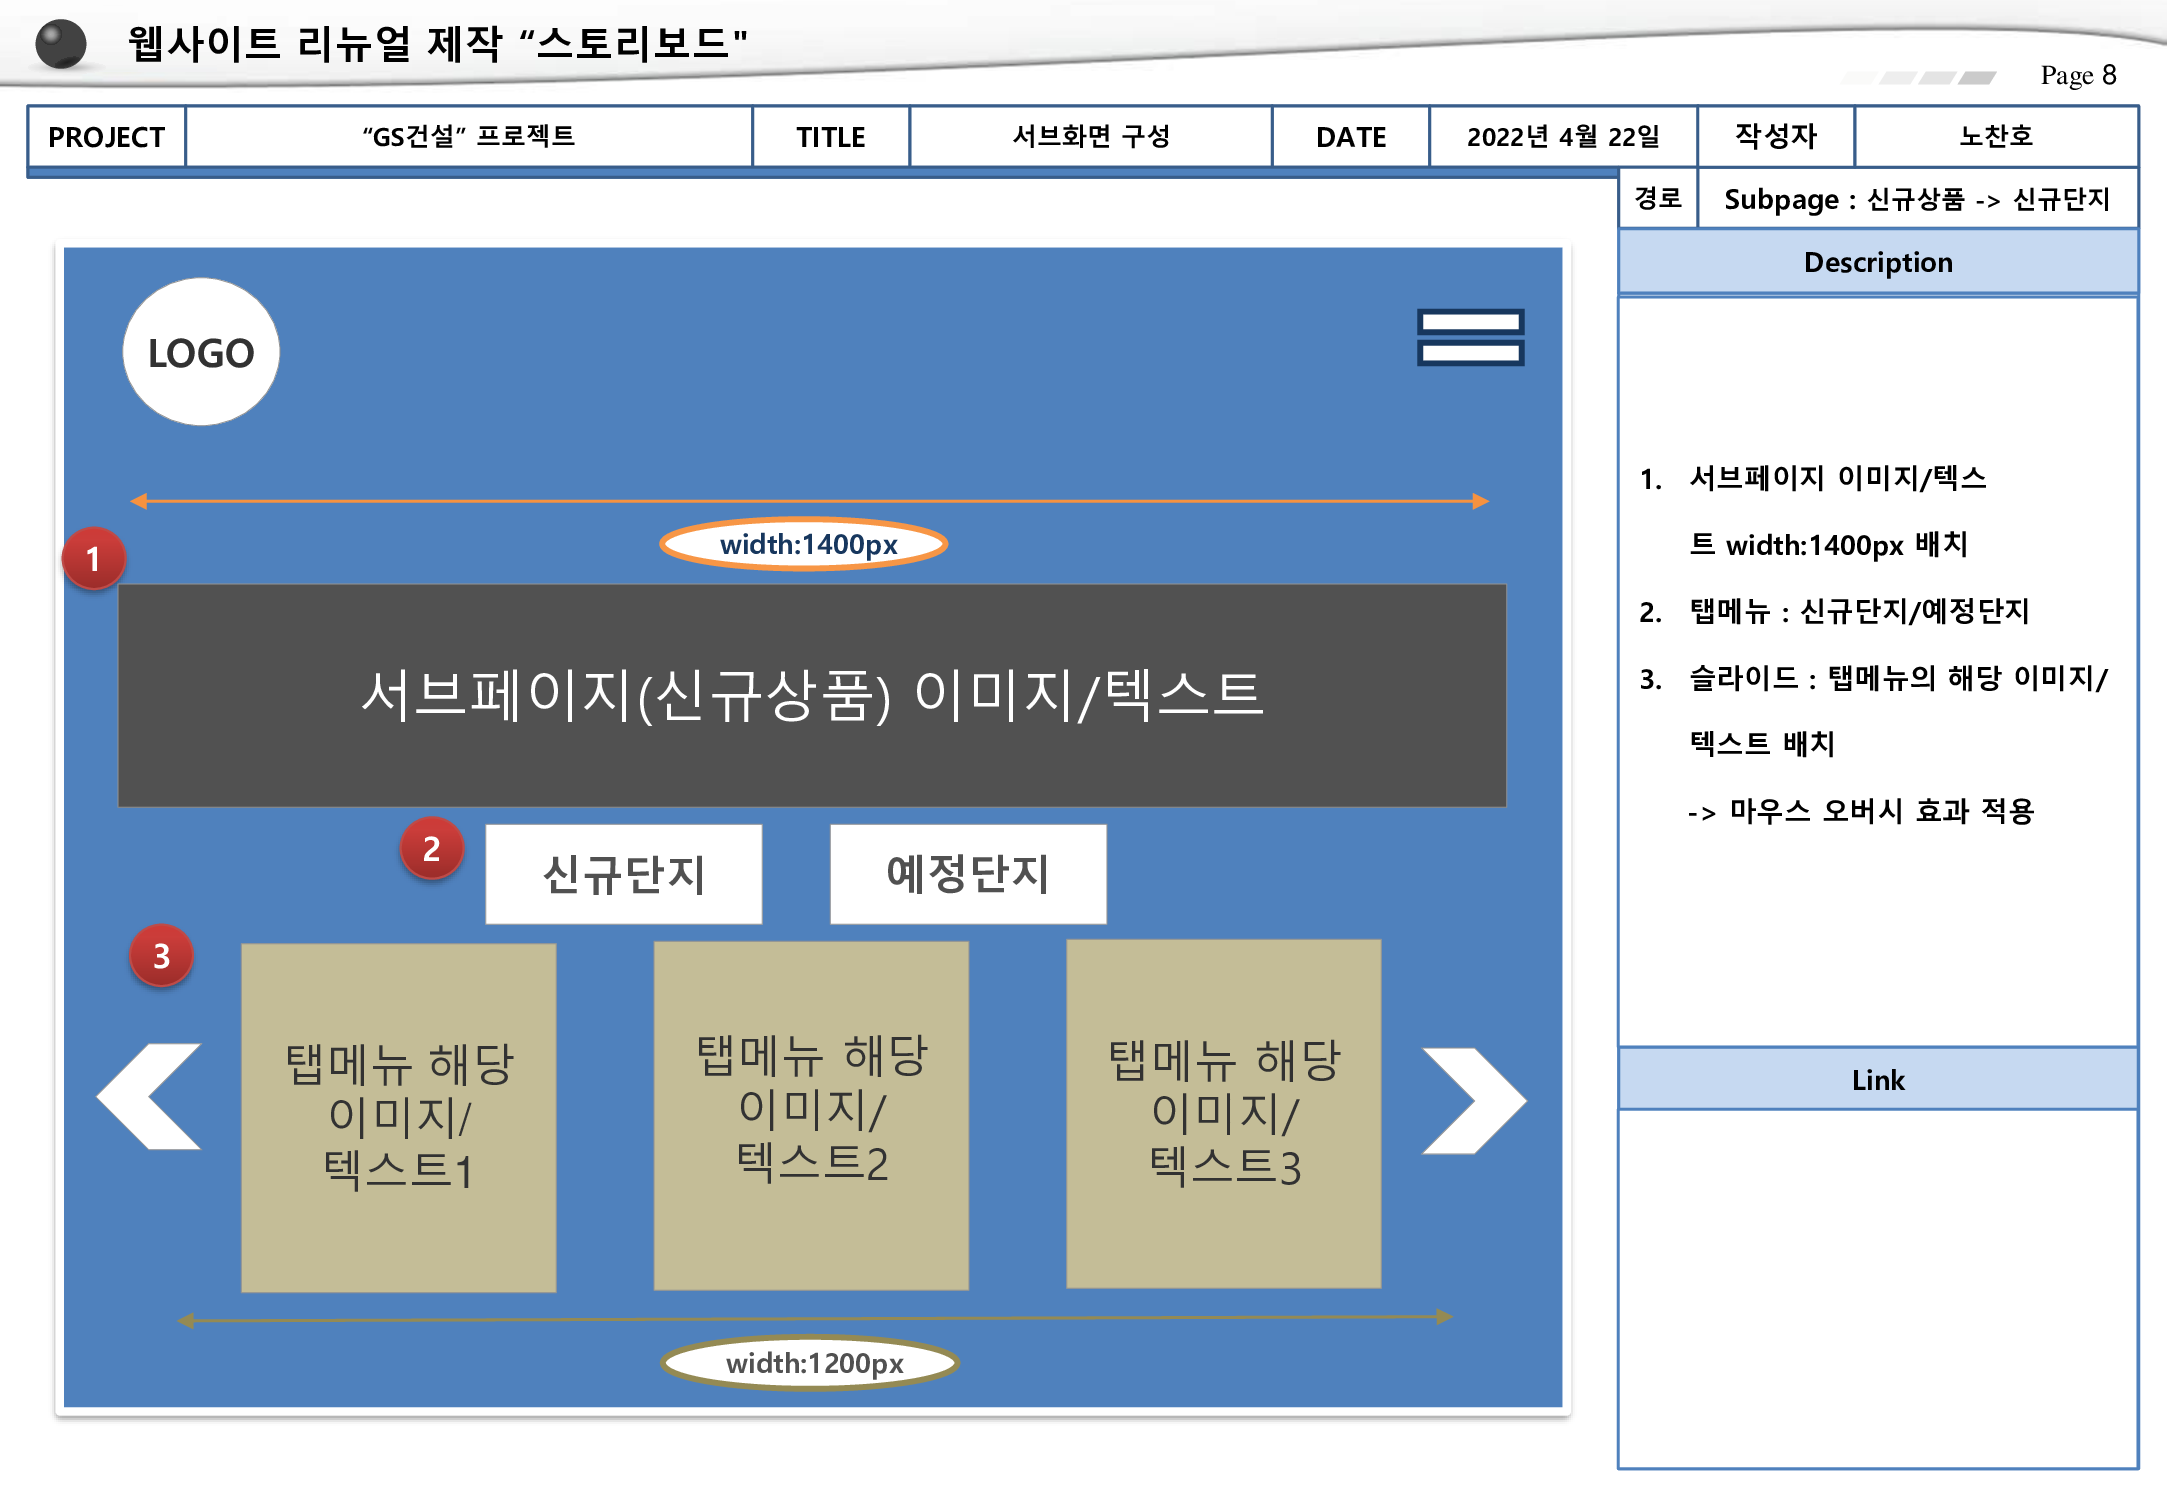 웹사이트 리뉴얼 제작 “스토리보드"
Page 8
PROJECT
“GS건설” 프로젝트
TITLE
서브화면 구성
DATE
2022년 4월 22일
작성자
노찬호
경로
Subpage : 신규상품 -> 신규단지
LOGO
width:1400px
1
서브페이지(신규상품) 이미지/텍스트
2
신규단지
예정단지
3
탭메뉴 해당
이미지/
텍스트1
탭메뉴 해당
이미지/
텍스트2
탭메뉴 해당
이미지/
텍스트3
width:1200px
Description
1. 서브페이지 이미지/텍스
트 width:1400px 배치
2. 탭메뉴 : 신규단지/예정단지
3. 슬라이드 : 탭메뉴의 해당 이미지/
텍스트 배치
-> 마우스 오버시 효과 적용
Link